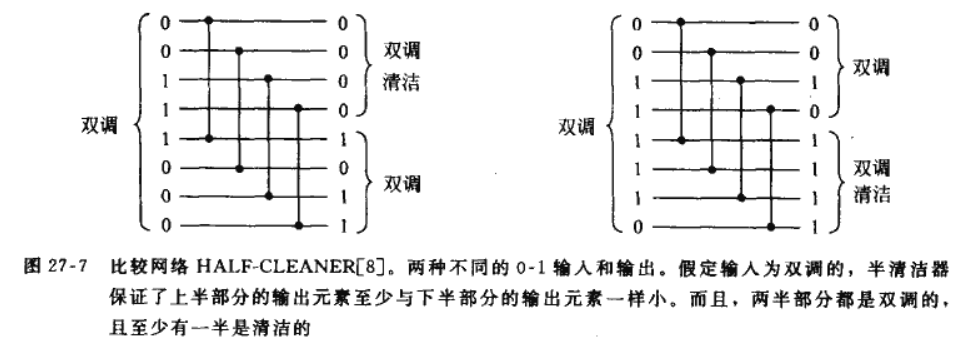 0 0 0 0
0 0 双调 0 0 双调
1 0 清洁 1 1
1 0 1 0
双调 双调
1 1 1 1
0 0 双调 1 1 双调
0 1 1 1 清洁
0 1 0 1
图 27-7 比较网络 HALF-CLEANER[8]。两种不同的 0-1 输入和输出。假定输入为双调的，半清洁器
保证了上半部分的输出元素至少与下半部分的输出元素一样小。而且，两半部分都是双调的，
且至少有一半是清洁的